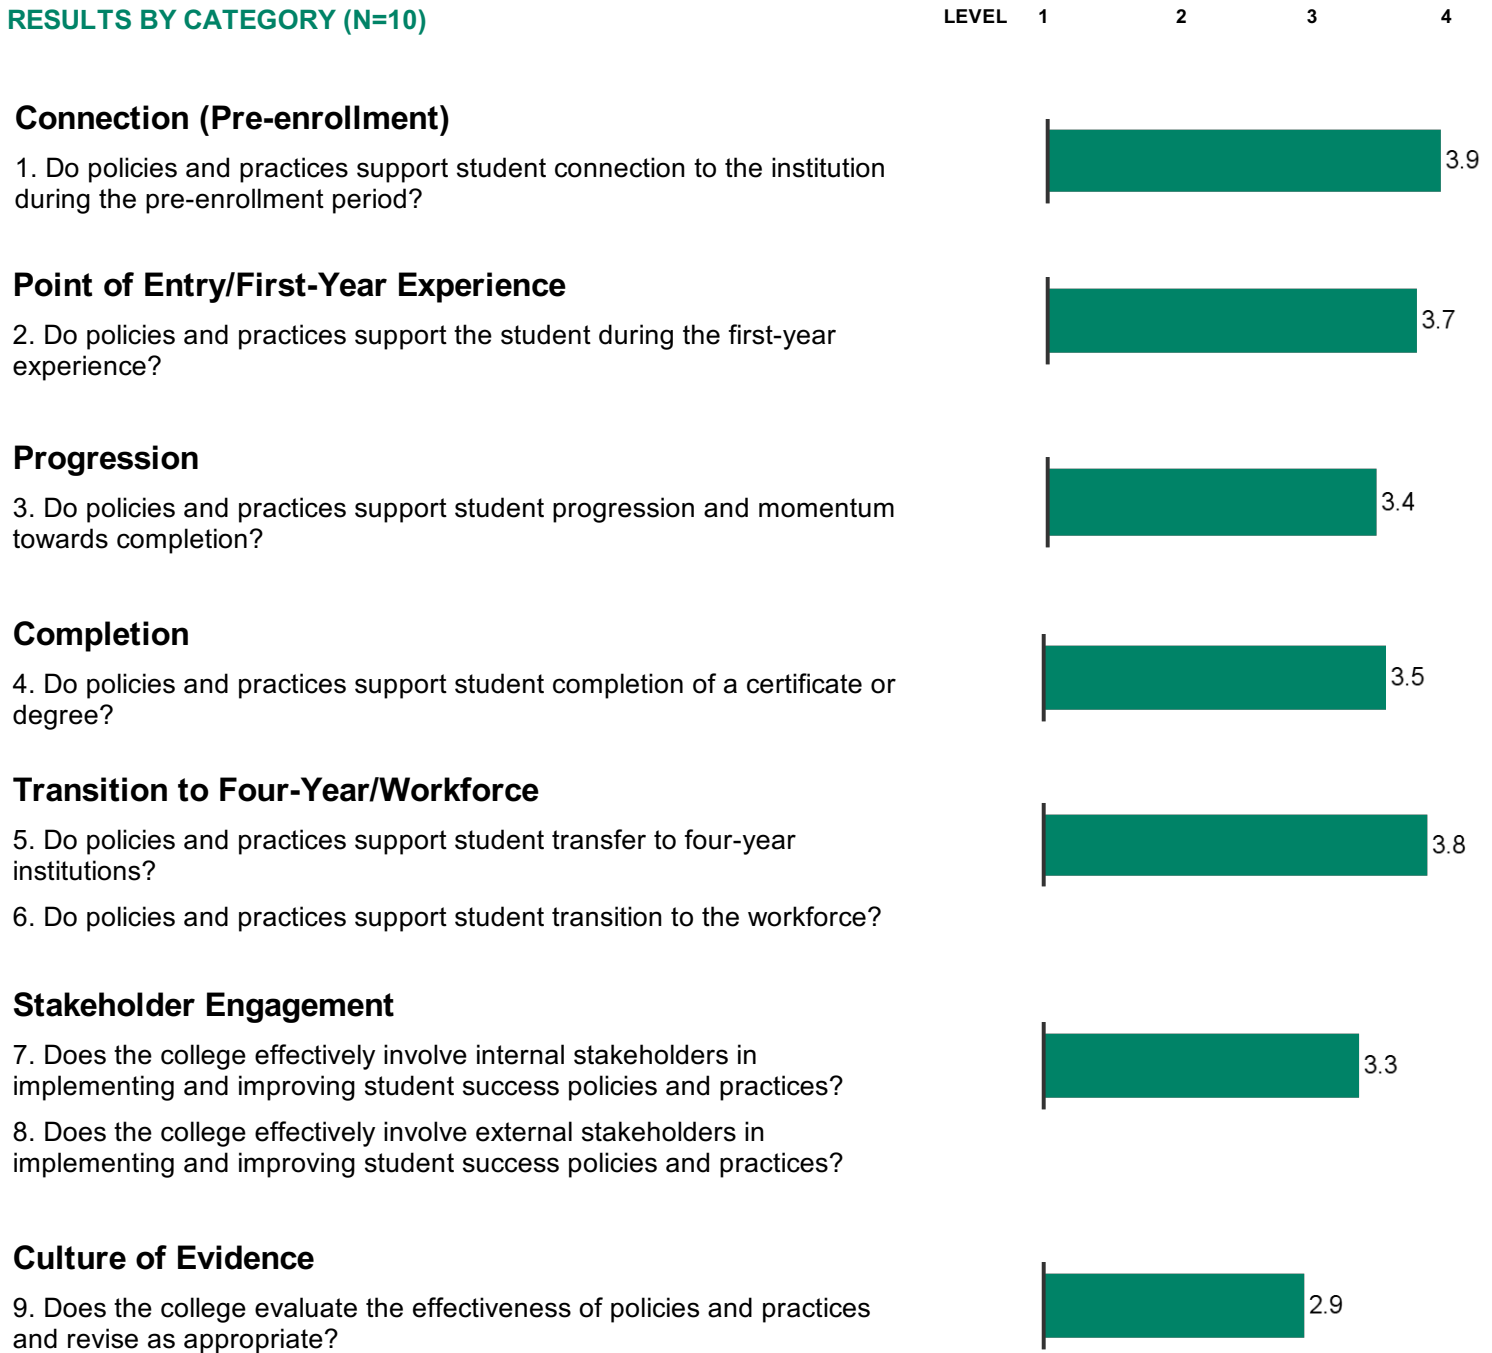 RESULTS BY CATEGORY (N=10) LEVEL 1 2 3 4
Connection (Pre-enrollment)
1. Do policies and practices support student connection to the institution
during the pre-enrollment period?
3.9
Point of Entry/First-Year Experience
2. Do policies and practices support the student during the first-year
experience?
3.7
Progression
3. Do policies and practices support student progression and momentum
towards completion?
3.4
Completion
4. Do policies and practices support student completion of a certificate or
degree?
3.5
Transition to Four-Year/Workforce
5. Do policies and practices support student transfer to four-year
institutions?
3.8
6. Do policies and practices support student transition to the workforce?
Stakeholder Engagement
7. Does the college effectively involve internal stakeholders in
implementing and improving student success policies and practices?
3.3
8. Does the college effectively involve external stakeholders in
implementing and improving student success policies and practices?
Culture of Evidence
9. Does the college evaluate the effectiveness of policies and practices
and revise as appropriate?
2.9